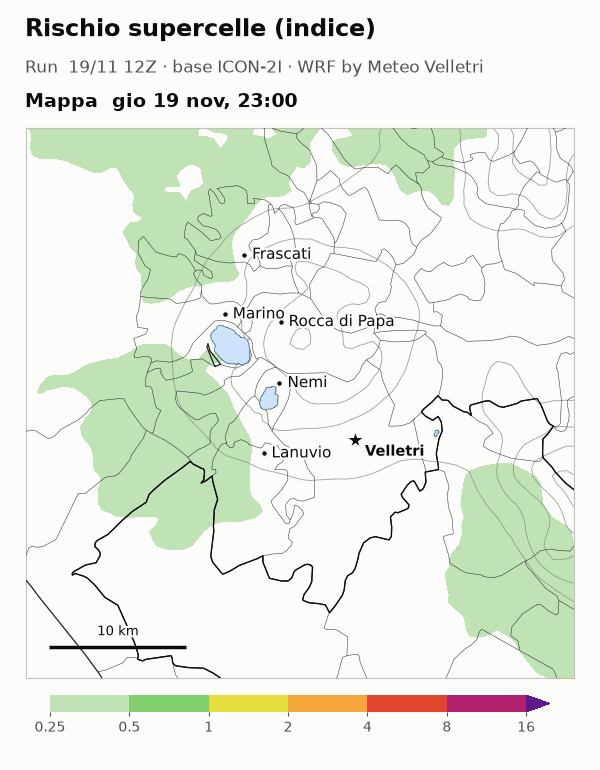 Rischio supercelle (indice)
Run  19/11 12Z · base ICON-2I · WRF by Meteo Velletri
Mappa  gio 19 nov, 23:00
Frascati
Marino
Rocca di Papa
Nemi
Velletri
Lanuvio
10 km
0.25 0.5 1 2 4 8 16